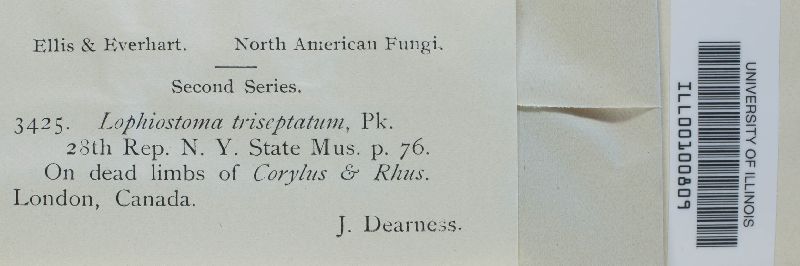 Ellis & Everhart. North American Fungi.
Second Series.
3425. Lophiostoma triseptatum, Pk.
28th Rep. N. Y. State Mus. p. 76.
On dead limbs of Corylus & Rhus.
London, Canada.
J. Dearness.
UNIVERSITY OF ILLINOIS
ILL00100809